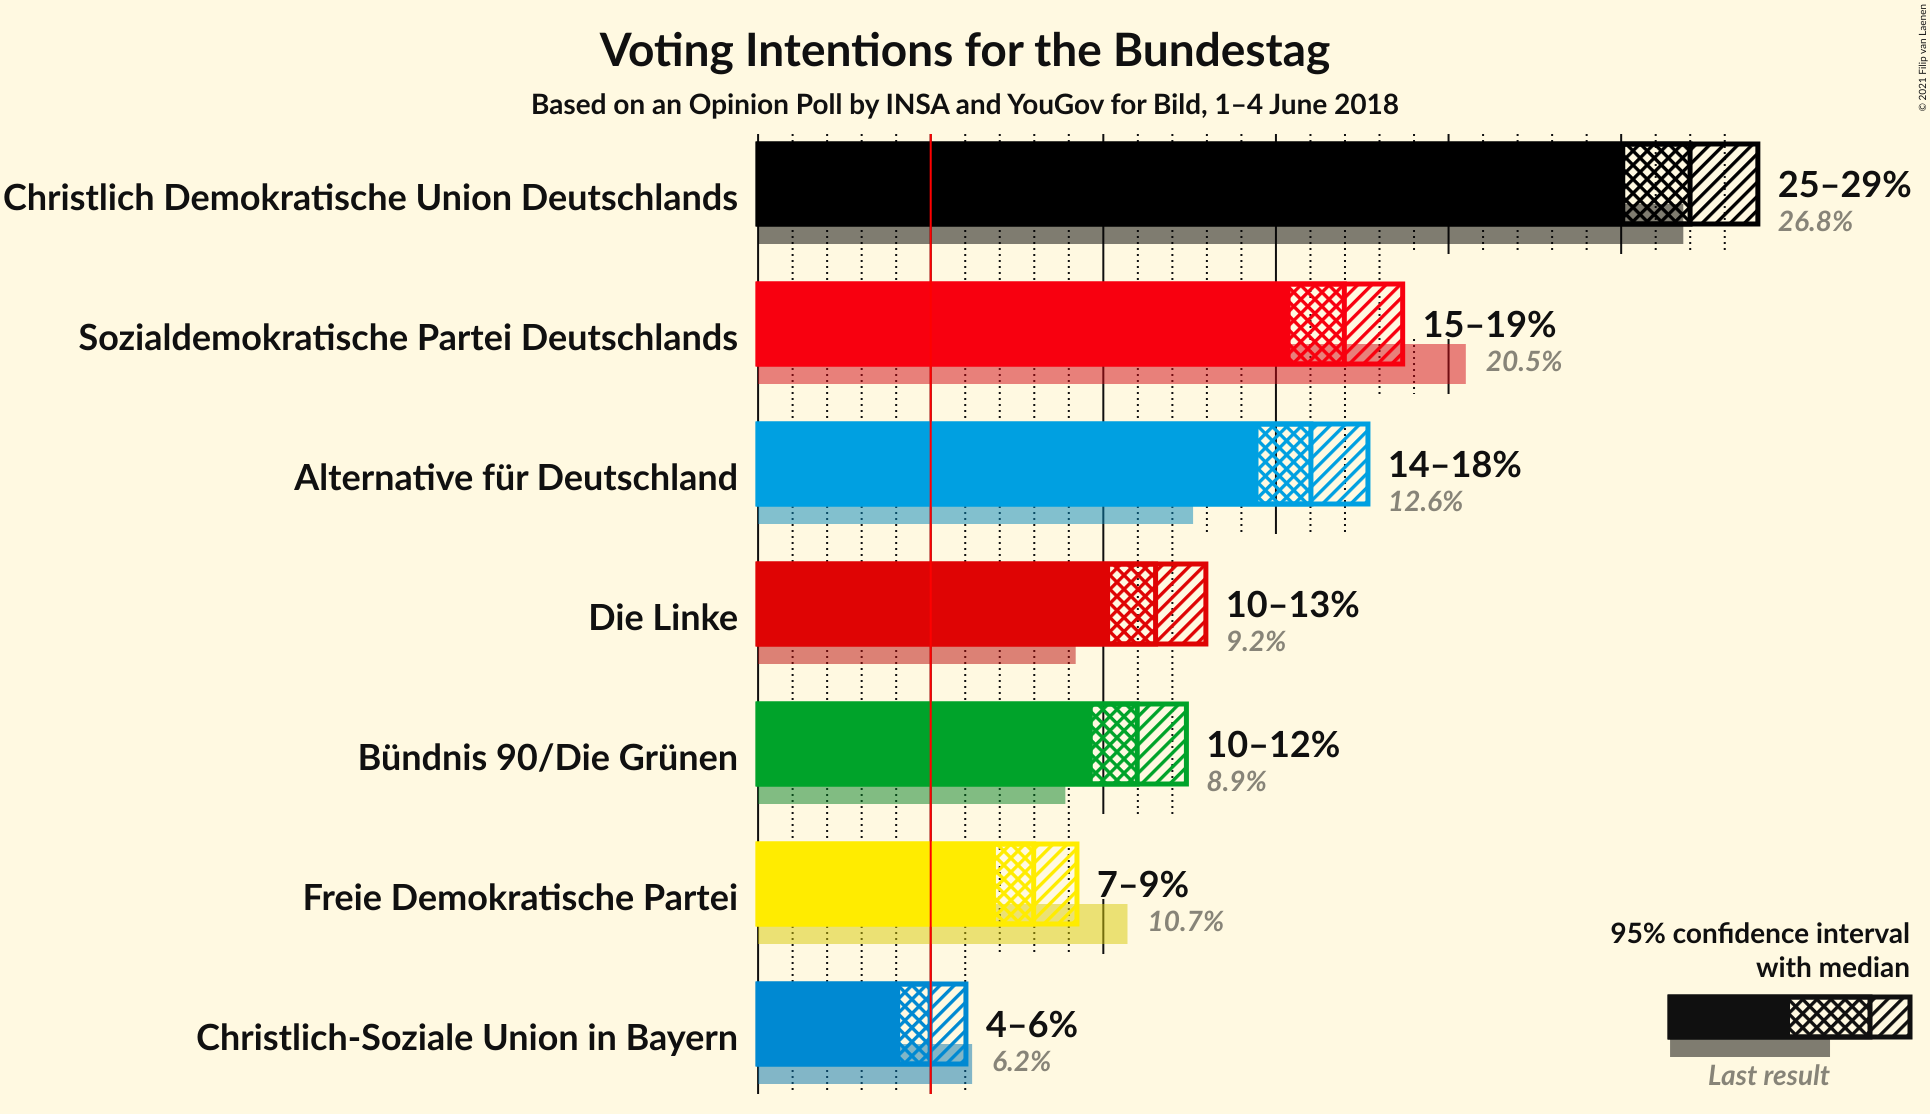 Voting Intentions for the Bundestag
Based on an Opinion Poll by INSA and YouGov for Bild, 1–4 June 2018
© 2021 Filip van Laenen
Christlich Demokratische Union Deutschlands
25–29%
26.8%
Sozialdemokratische Partei Deutschlands
15–19%
20.5%
Alternative für Deutschland
14–18%
12.6%
Die Linke
10–13%
9.2%
Bündnis 90/Die Grünen
10–12%
8.9%
Freie Demokratische Partei
7–9%
10.7%
Christlich-Soziale Union in Bayern
4–6%
6.2%
95% confidence interval
with median
Last result